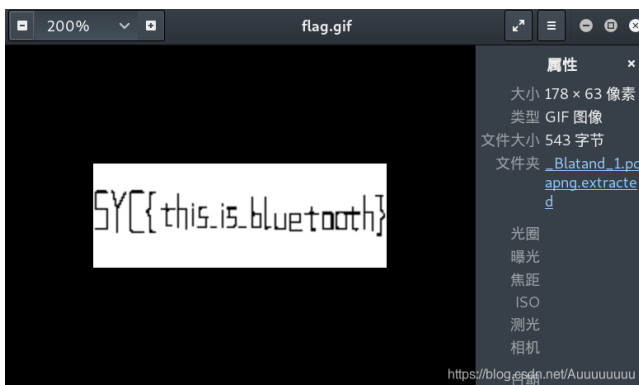 200%
flag.gif
属性
大小 178 × 63 像素
类型 GIF 图像
文件大小 543 字节
文件夹 _Blatand_1.pc
apng.extracte
d
SYC{this_is_bluetooth}
光圈
曝光
焦距
ISO
测光
相机
日期
https://blog.csdn.net/Auuuuuuuu